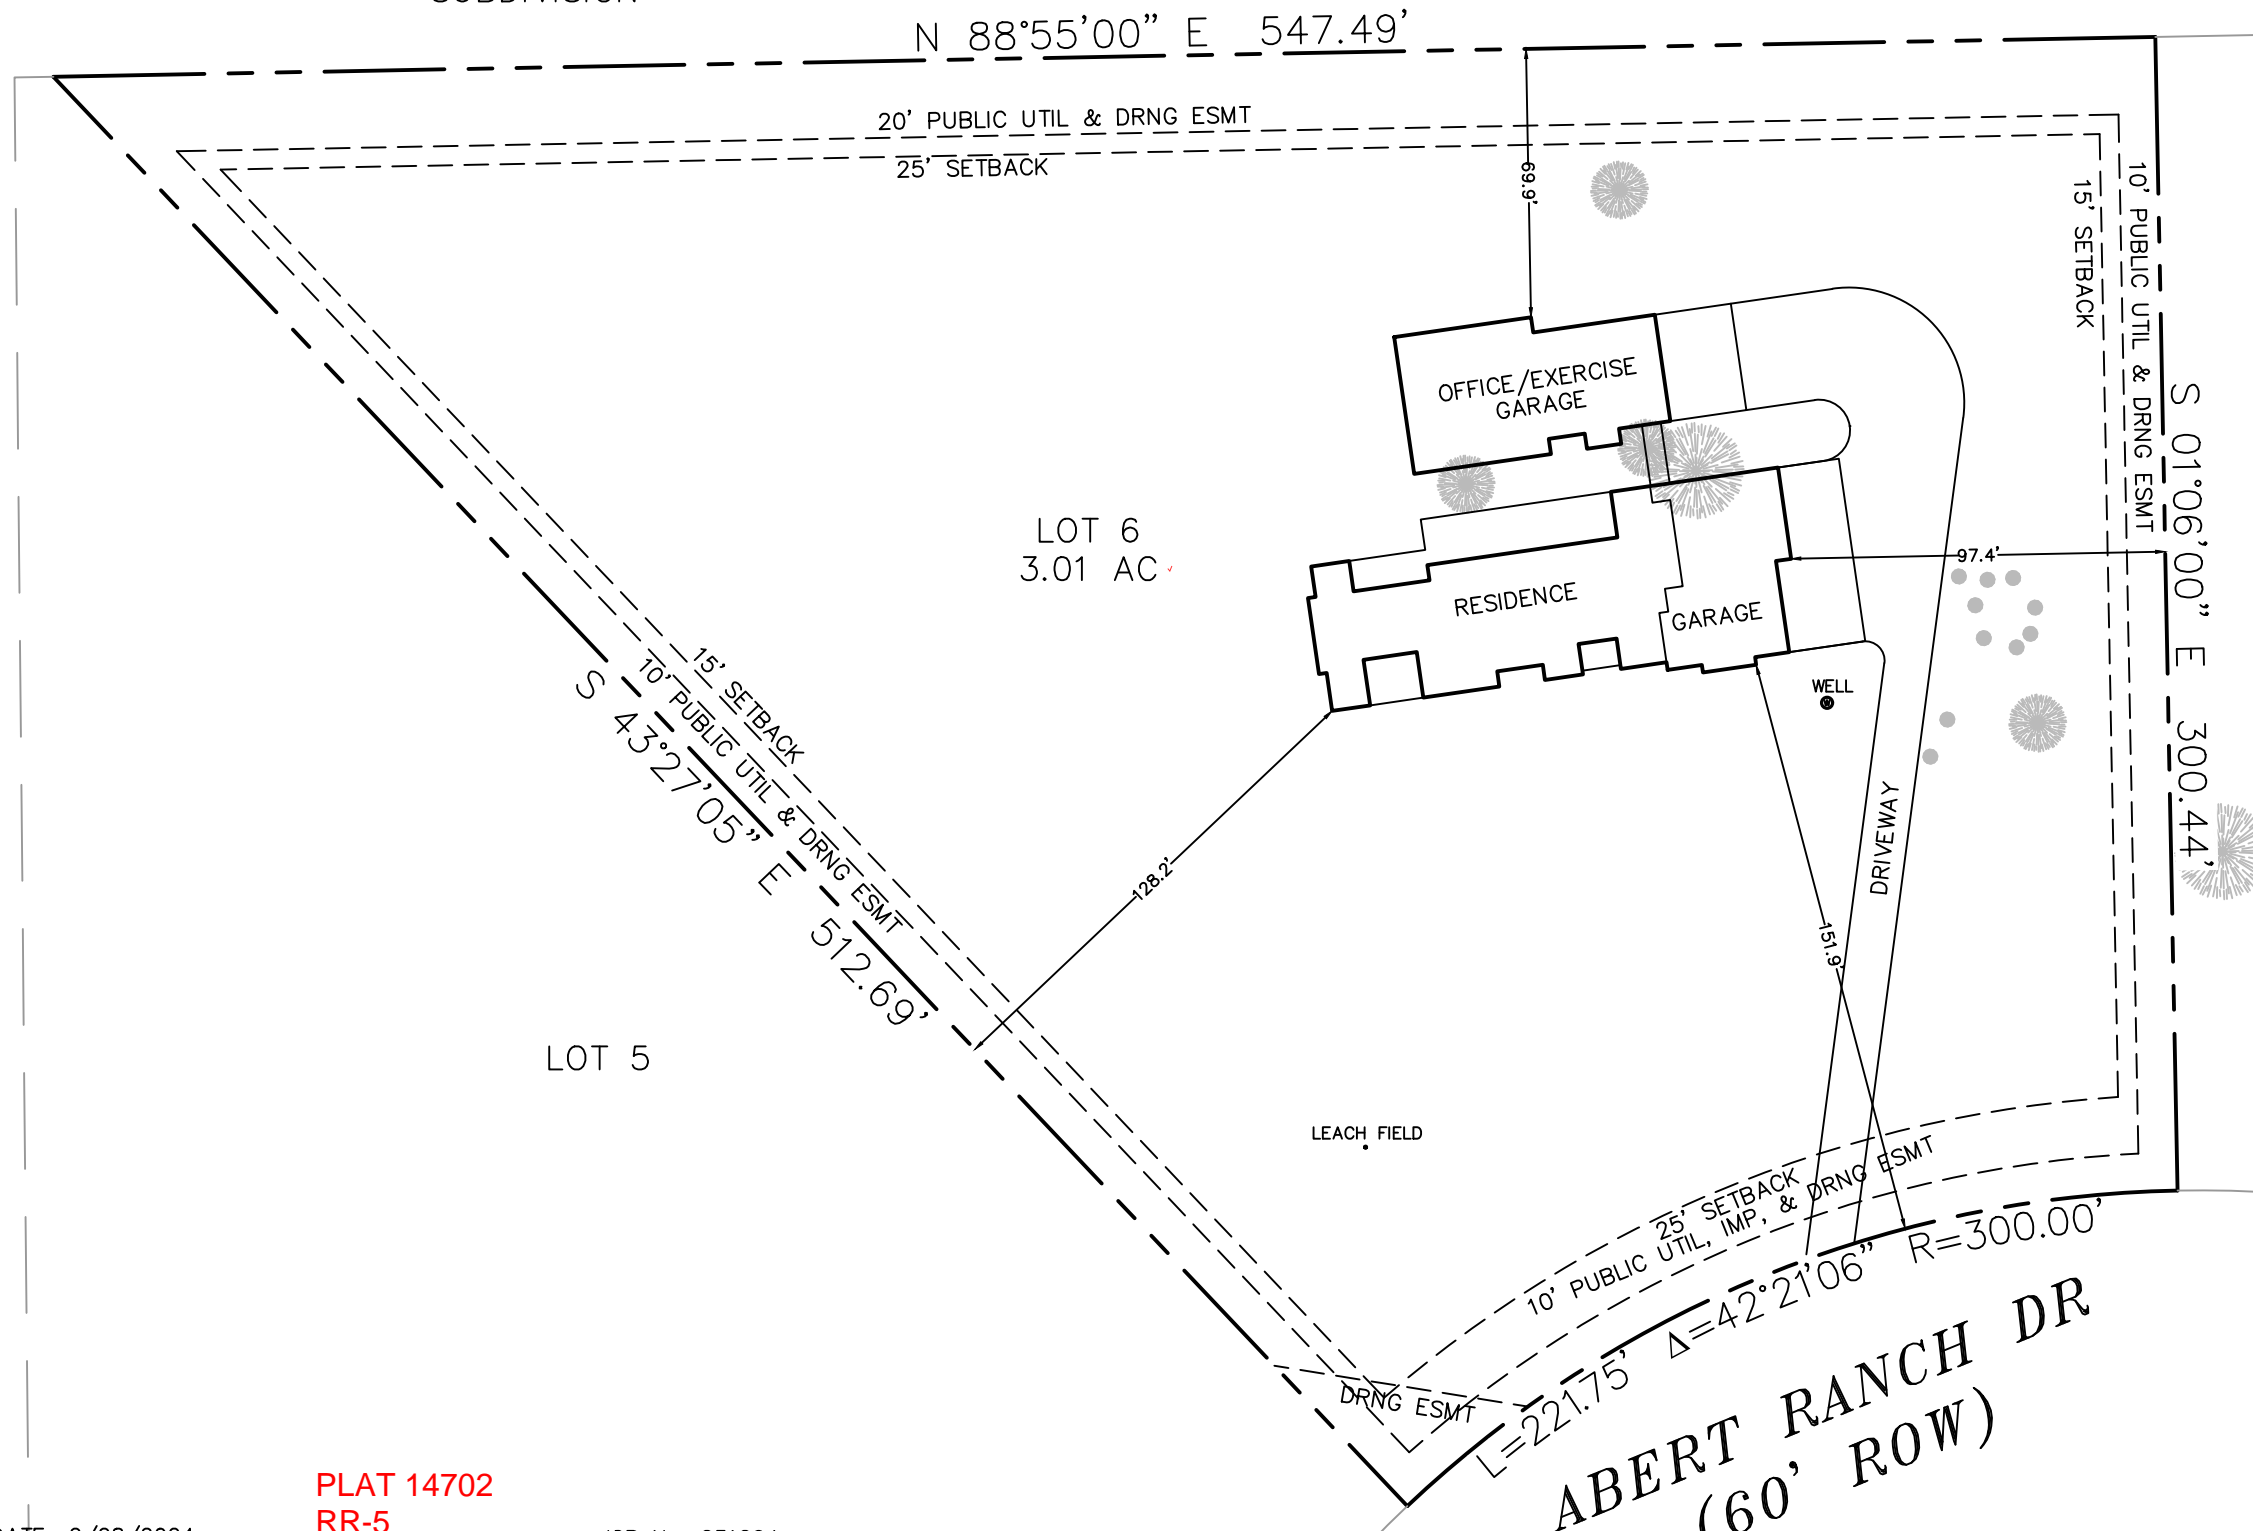 SUBDIVISION
N 88°55'00" E 547.49'
20' PUBLIC UTIL & DRNG ESMT
25' SETBACK
69.9'
10' PUBLIC UTIL & DRNG ESMT
15' SETBACK
S 01°06'00" E 300.44'
OFFICE/EXERCISE
GARAGE
LOT 6
3.01 AC
97.4'
RESIDENCE
GARAGE
15' SETBACK
10' PUBLIC UTIL & DRNG ESMT
S 43°27'05" E 512.69'
WELL
W
DRIVEWAY
128.2'
151.9'
LOT 5
LEACH FIELD
25' SETBACK
10' PUBLIC UTIL, IMP, & DRNG ESMT
DRNG ESMT
L=221.75' Δ=42°21'06" R=300.00'
ABERT RANCH DR
(60' ROW)
PLAT 14702
RR-5